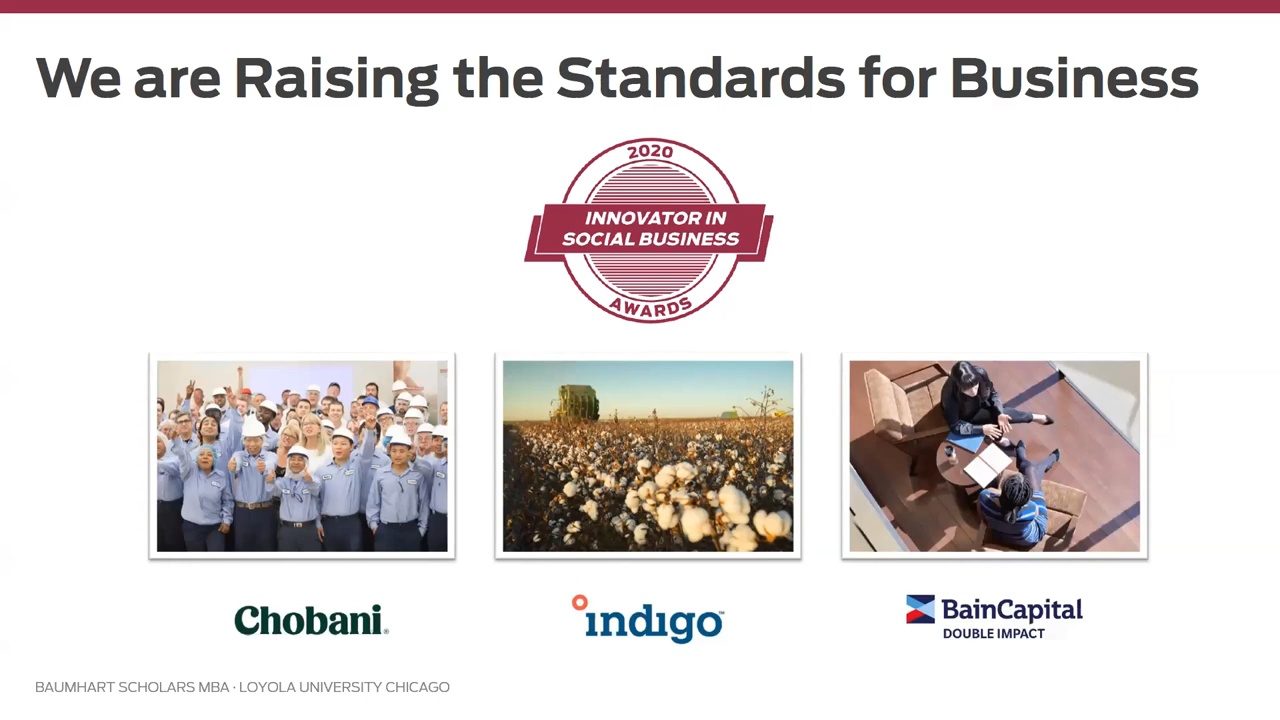 We are Raising the Standards for Business
2020
INNOVATOR IN
SOCIAL BUSINESS
AWARDS
Chobani®
indigo™
BainCapital
DOUBLE IMPACT
BAUMHART SCHOLARS MBA · LOYOLA UNIVERSITY CHICAGO